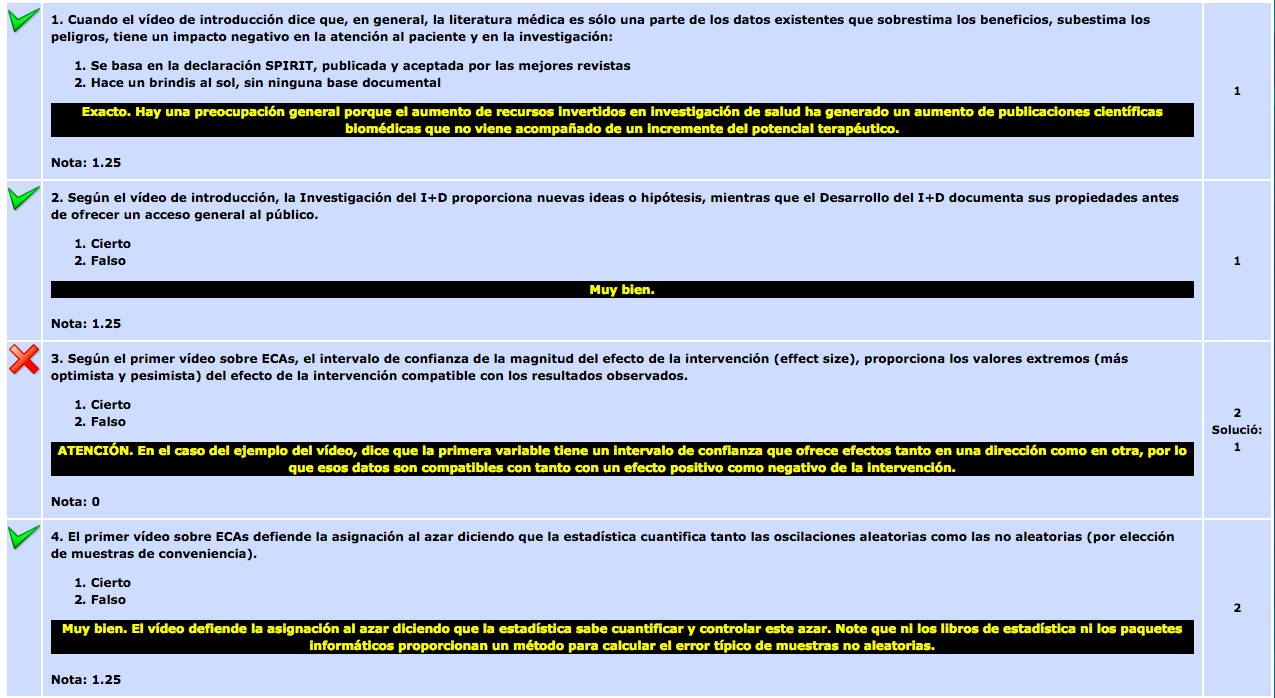 1. Cuando el vídeo de introducción dice que, en general, la literatura médica es sólo una parte de los datos existentes que sobrestima los beneficios, subestima los
peligros, tiene un impacto negativo en la atención al paciente y en la investigación:
1. Se basa en la declaración SPIRIT, publicada y aceptada por las mejores revistas
2. Hace un brindis al sol, sin ninguna base documental
1
Exacto. Hay una preocupación general porque el aumento de recursos invertidos en investigación de salud ha generado un aumento de publicaciones científicas
biomédicas que no viene acompañado de un incremente del potencial terapéutico.
Nota: 1.25
2. Según el vídeo de introducción, la Investigación del I+D proporciona nuevas ideas o hipótesis, mientras que el Desarrollo del I+D documenta sus propiedades antes
de ofrecer un acceso general al público.
1. Cierto
2. Falso
1
Muy bien.
Nota: 1.25
3. Según el primer vídeo sobre ECAs, el intervalo de confianza de la magnitud del efecto de la intervención (effect size), proporciona los valores extremos (más
optimista y pesimista) del efecto de la intervención compatible con los resultados observados.
1. Cierto
2. Falso
2
Solució:
1
ATENCIÓN. En el caso del ejemplo del vídeo, dice que la primera variable tiene un intervalo de confianza que ofrece efectos tanto en una dirección como en otra, por lo
que esos datos son compatibles con tanto con un efecto positivo como negativo de la intervención.
Nota: 0
4. El primer vídeo sobre ECAs defiende la asignación al azar diciendo que la estadística cuantifica tanto las oscilaciones aleatorias como las no aleatorias (por elección
de muestras de conveniencia).
1. Cierto
2. Falso
2
Muy bien. El vídeo defiende la asignación al azar diciendo que la estadística sabe cuantificar y controlar este azar. Note que ni los libros de estadística ni los paquetes
informáticos proporcionan un método para calcular el error típico de muestras no aleatorias.
Nota: 1.25